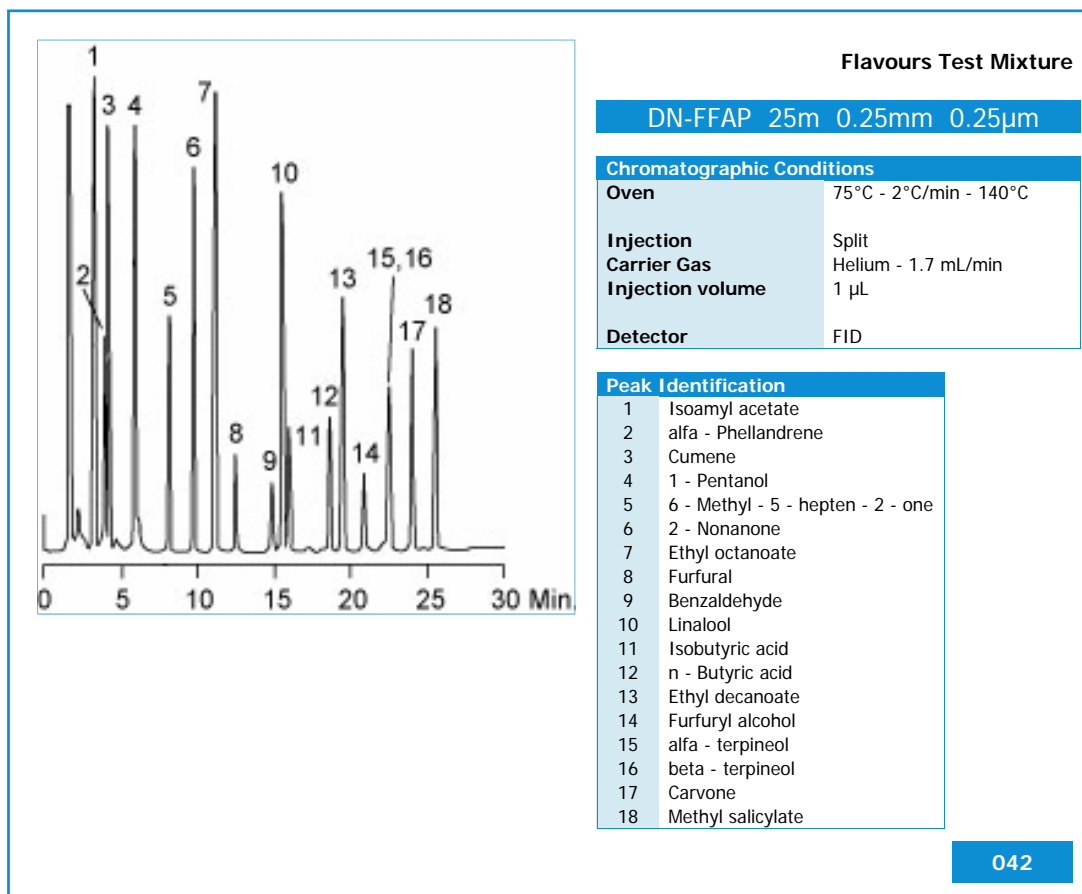 Flavours Test Mixture
DN-FFAP 25m 0.25mm 0.25µm
Chromatographic Conditions
Oven 75°C - 2°C/min - 140°C
Injection Split
Carrier Gas Helium - 1.7 mL/min
Injection volume 1 µL
Detector FID
Peak Identification
1 Isoamyl acetate
2 alfa - Phellandrene
3 Cumene
4 1 - Pentanol
5 6 - Methyl - 5 - hepten - 2 - one
6 2 - Nonanone
7 Ethyl octanoate
8 Furfural
9 Benzaldehyde
10 Linalool
11 Isobutyric acid
12 n - Butyric acid
13 Ethyl decanoate
14 Furfuryl alcohol
15 alfa - terpineol
16 beta - terpineol
17 Carvone
18 Methyl salicylate
1
2
3
4
5
6
7
8
9
10
11
12
13
14
15,16
17
18
0 5 10 15 20 25 30 Min.
042